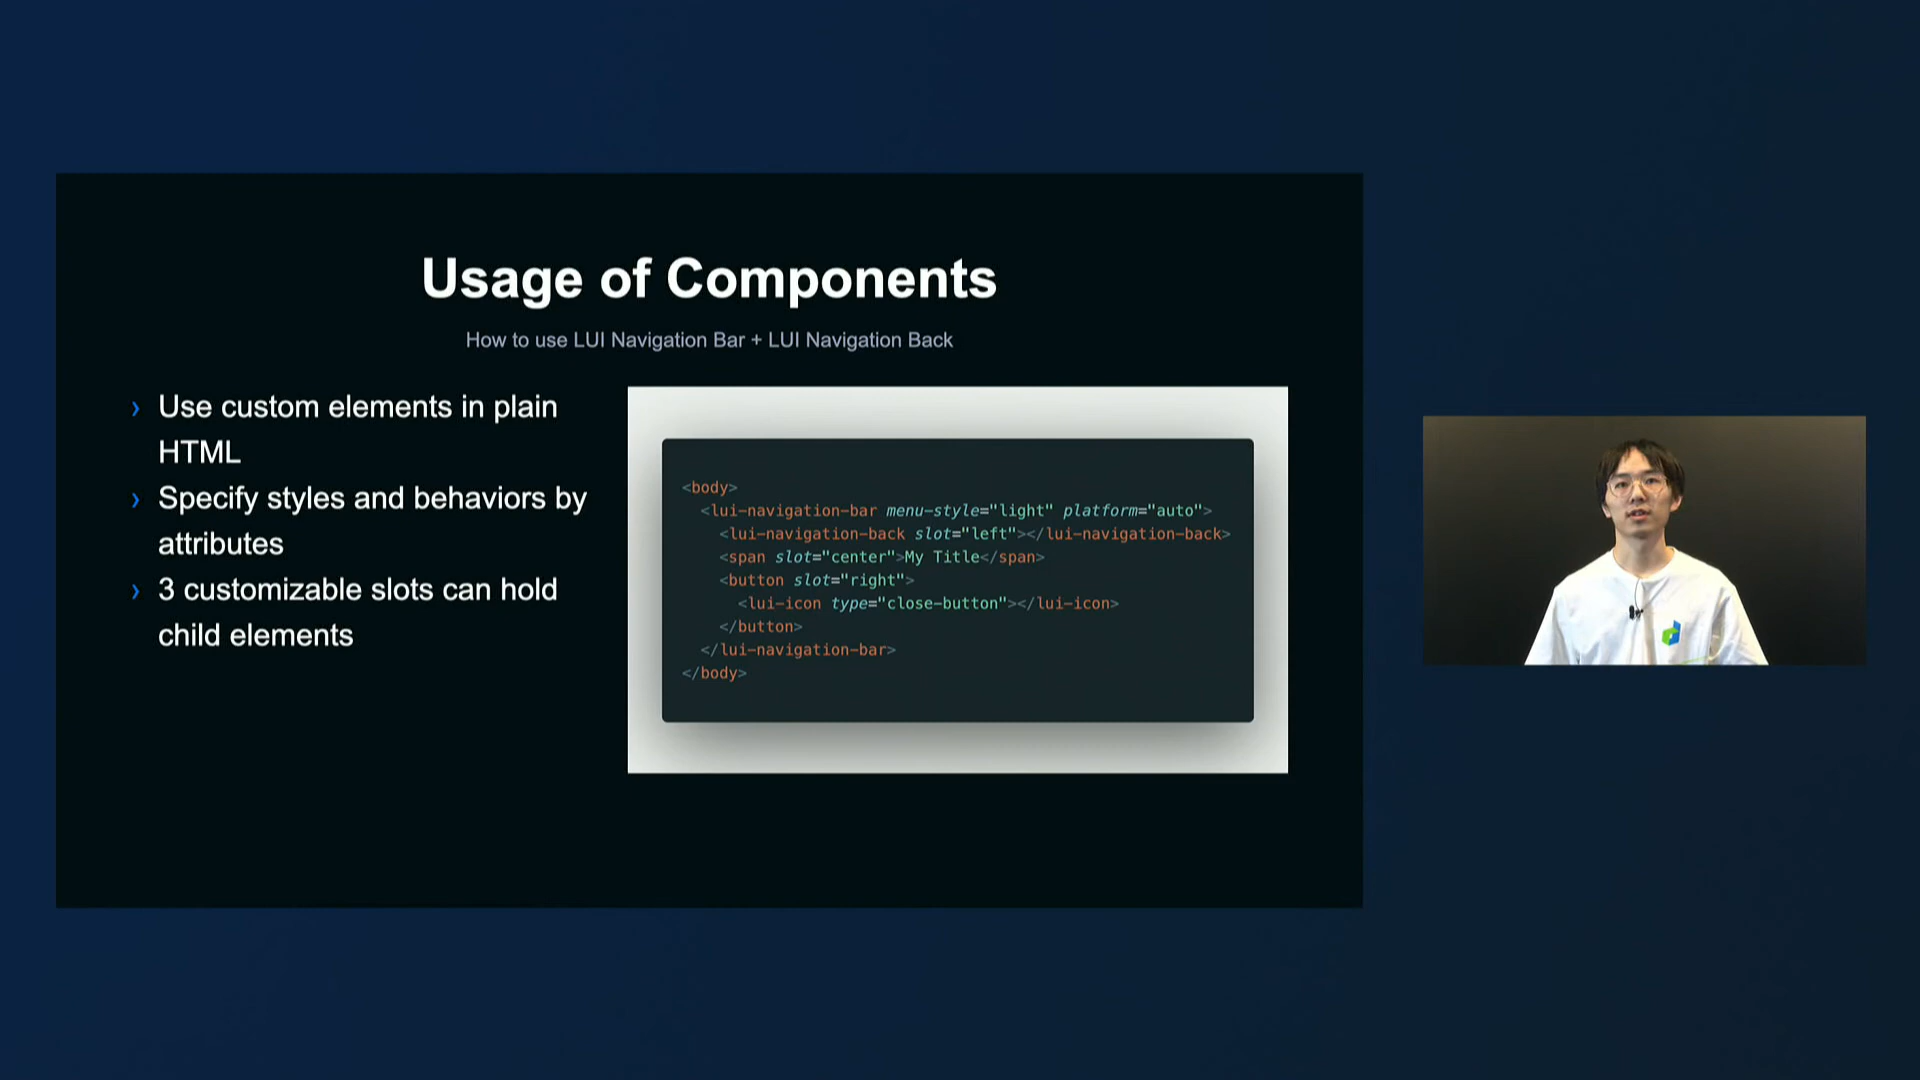 Usage of Components
How to use LUI Navigation Bar + LUI Navigation Back
› Use custom elements in plain
HTML
› Specify styles and behaviors by
attributes
› 3 customizable slots can hold
child elements
<body>
  <lui-navigation-bar menu-style="light" platform="auto">
    <lui-navigation-back slot="left"></lui-navigation-back>
    <span slot="center">My Title</span>
    <button slot="right">
      <lui-icon type="close-button"></lui-icon>
    </button>
  </lui-navigation-bar>
</body>